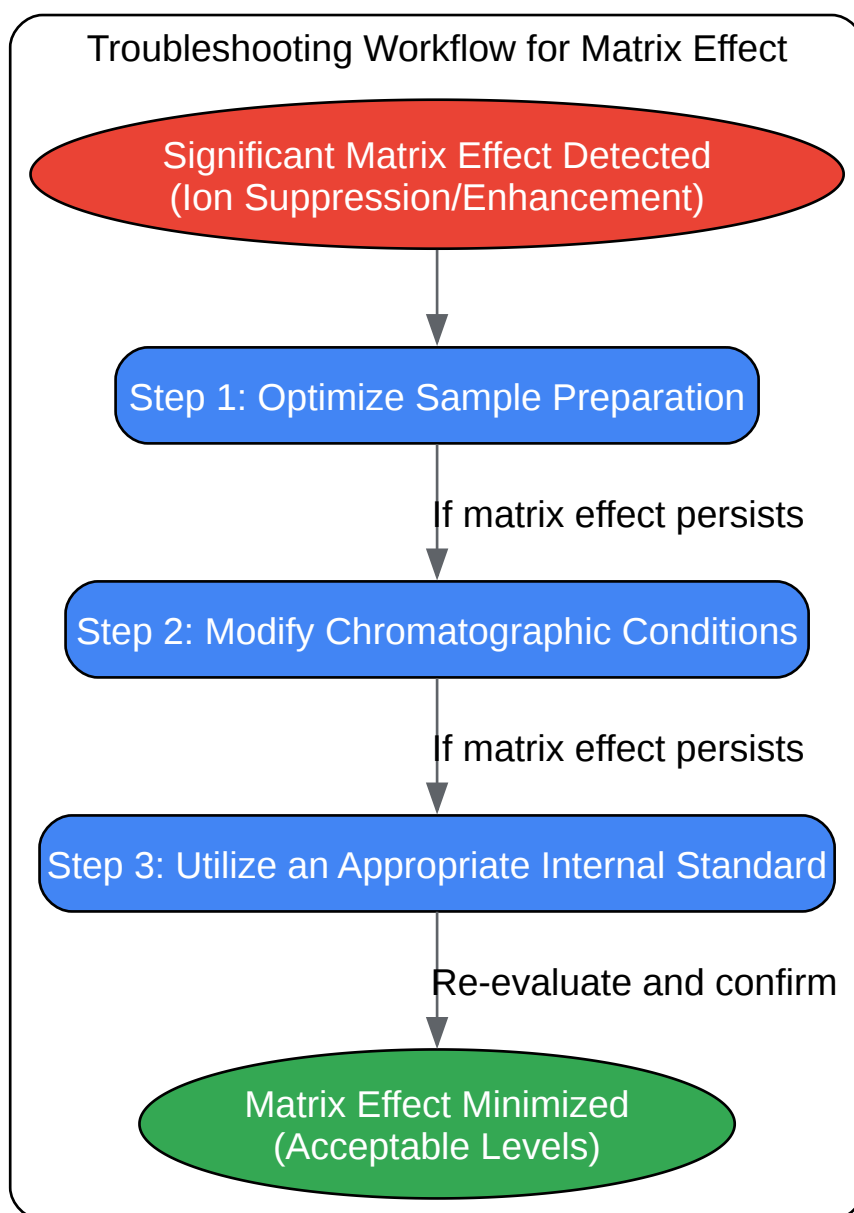 Troubleshooting Workflow for Matrix Effect
Significant Matrix Effect Detected
(Ion Suppression/Enhancement)
Step 1: Optimize Sample Preparation
If matrix effect persists
Step 2: Modify Chromatographic Conditions
If matrix effect persists
Step 3: Utilize an Appropriate Internal Standard
Re-evaluate and confirm
Matrix Effect Minimized
(Acceptable Levels)